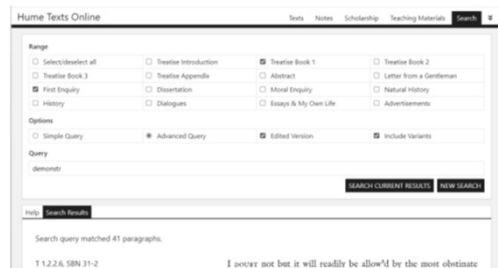 Hume Texts Online
Texts Notes Scholarship Teaching Materials Search
Range
Select/deselect all Treatise Introduction Treatise Book 1 Treatise Book 2
Treatise Book 3 Treatise Appendix Abstract Letter from a Gentleman
First Enquiry Dissertation Moral Enquiry Natural History
History Dialogues Essays & My Own Life Advertisements
Options
Simple Query Advanced Query Edited Version Include Variants
Query
demonstr
SEARCH CURRENT RESULTS NEW SEARCH
Help Search Results
Search query matched 41 paragraphs.
T 1.2.2.6, SBN 31-2 I DOUBT not but it will readily be allow'd by the most obstinate